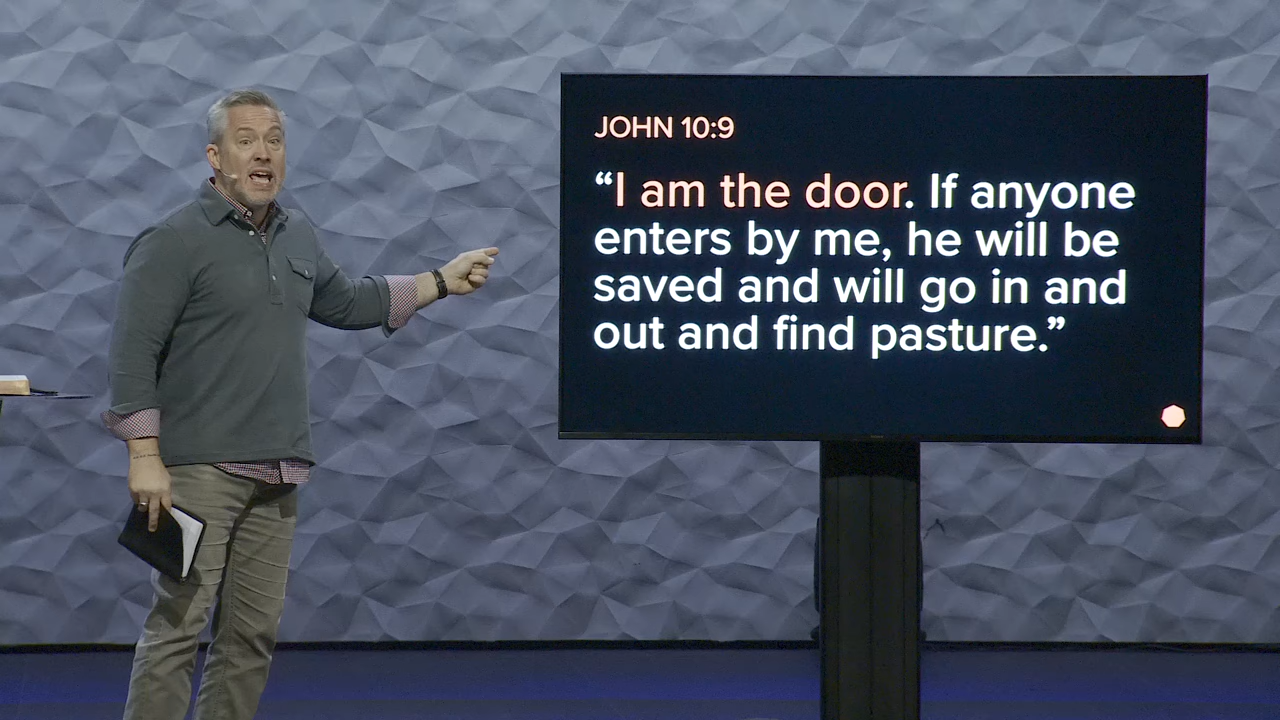 JOHN 10:9
“I am the door. If anyone
enters by me, he will be
saved and will go in and
out and find pasture.”